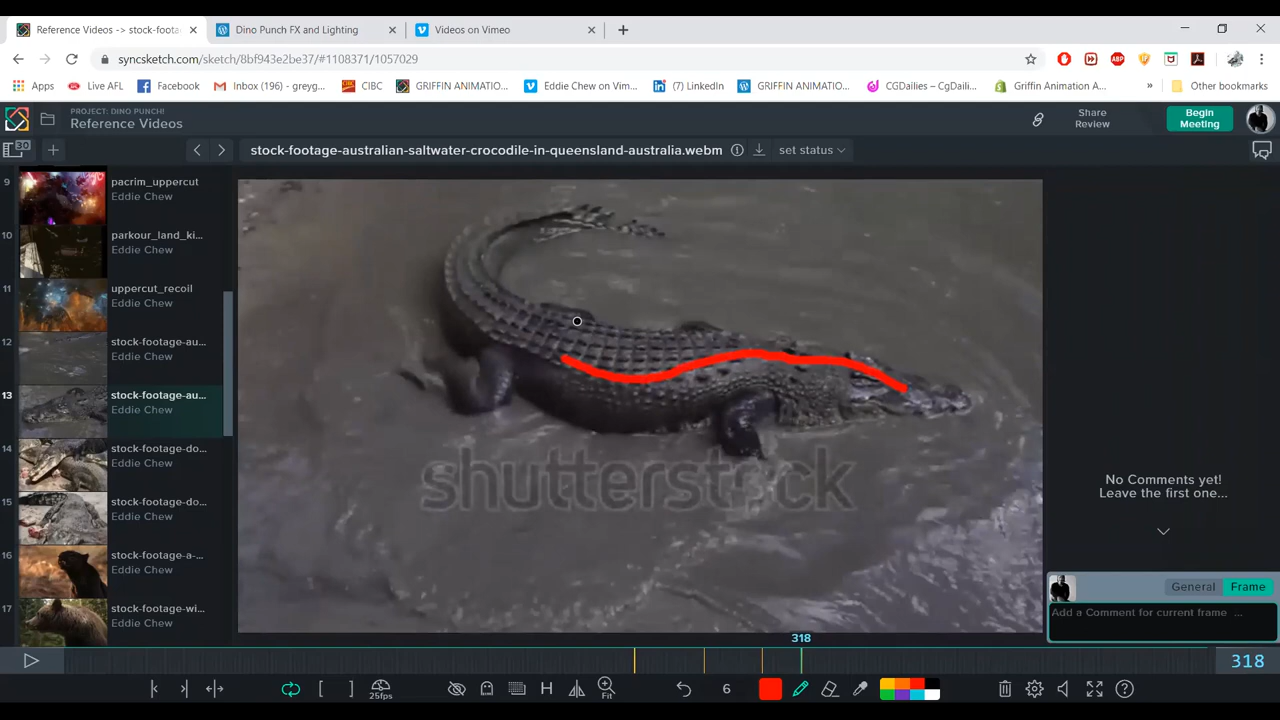 Reference Videos -> stock-foota
Dino Punch FX and Lighting
Videos on Vimeo
syncsketch.com/sketch/8bf943e2be37/#1108371/1057029
Apps
Live AFL
Facebook
Inbox (196) - greyg...
CIBC
GRIFFIN ANIMATIO...
Eddie Chew on Vim...
(7) LinkedIn
GRIFFIN ANIMATIO...
CGDailies – CgDaili...
Griffin Animation A...
»
Other bookmarks
PROJECT: DINO PUNCH!
Reference Videos
Share Review
Begin Meeting
30
stock-footage-australian-saltwater-crocodile-in-queensland-australia.webm
set status
9
pacrim_uppercut
Eddie Chew
10
parkour_land_ki...
Eddie Chew
11
uppercut_recoil
Eddie Chew
12
stock-footage-au...
Eddie Chew
13
stock-footage-au...
Eddie Chew
14
stock-footage-do...
Eddie Chew
15
stock-footage-do...
Eddie Chew
16
stock-footage-a-...
Eddie Chew
17
stock-footage-wi...
Eddie Chew
shutterstock
No Comments yet!
Leave the first one...
General
Frame
Add a Comment for current frame ...
318
318
25fps
H
Fit
6